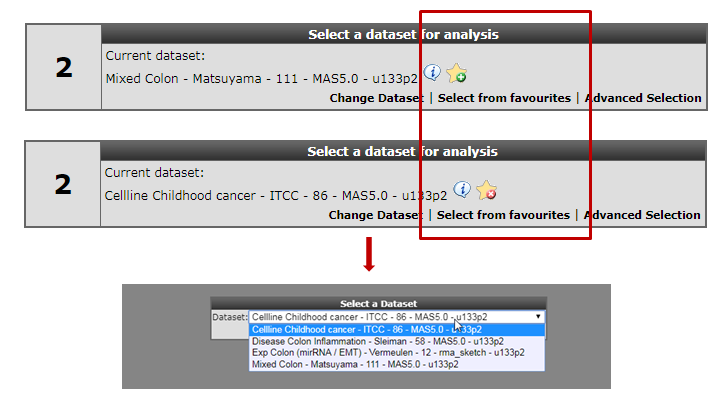 Select a dataset for analysis
2
Current dataset:
Mixed Colon - Matsuyama - 111 - MAS5.0 - u133p2
Change Dataset | Select from favourites | Advanced Selection
Select a dataset for analysis
2
Current dataset:
Cellline Childhood cancer - ITCC - 86 - MAS5.0 - u133p2
Change Dataset | Select from favourites | Advanced Selection
Select a Dataset
Dataset: Cellline Childhood cancer - ITCC - 86 - MAS5.0 - u133p2
Cellline Childhood cancer - ITCC - 86 - MAS5.0 - u133p2
Disease Colon Inflammation - Sleiman - 58 - MAS5.0 - u133p2
Exp Colon (mirRNA / EMT) - Vermeulen - 12 - rma_sketch - u133p2
Mixed Colon - Matsuyama - 111 - MAS5.0 - u133p2